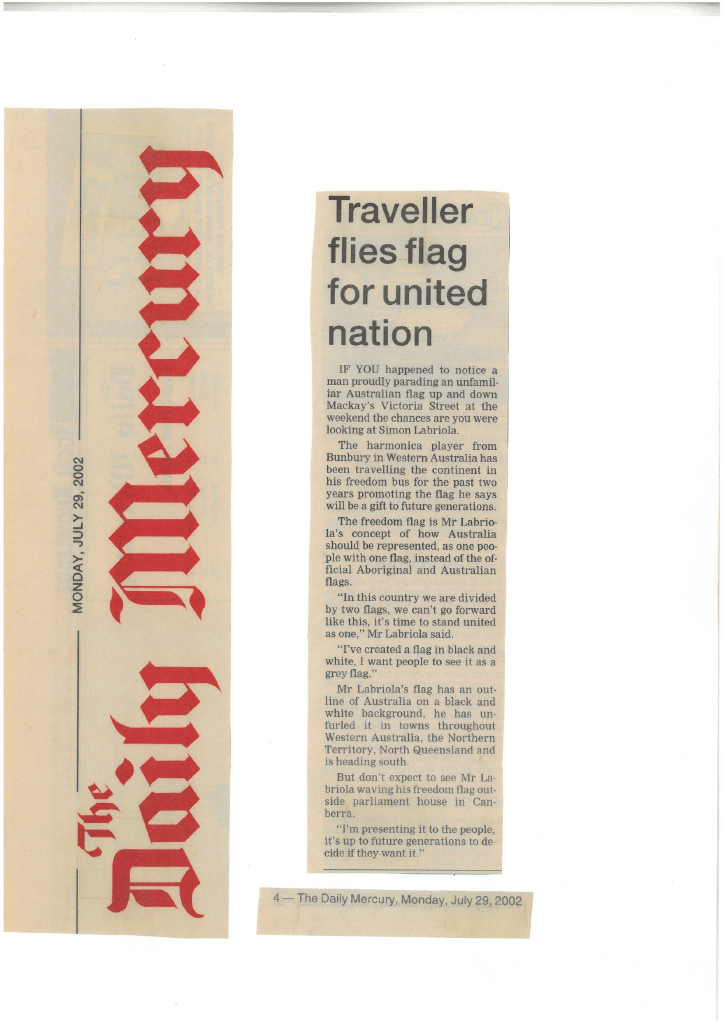 The
Daily Mercury
MONDAY, JULY 29, 2002
Traveller
flies flag
for united
nation
IF YOU happened to notice a
man proudly parading an unfamil-
iar Australian flag up and down
Mackay's Victoria Street at the
weekend the chances are you were
looking at Simon Labriola.
The harmonica player from
Bunbury in Western Australia has
been travelling the continent in
his freedom bus for the past two
years promoting the flag he says
will be a gift to future generations.
The freedom flag is Mr Labrio-
la's concept of how Australia
should be represented, as one peo-
ple with one flag, instead of the of-
ficial Aboriginal and Australian
flags.
"In this country we are divided
by two flags, we can't go forward
like this, it's time to stand united
as one," Mr Labriola said.
"I've created a flag in black and
white, I want people to see it as a
grey flag."
Mr Labriola's flag has an out-
line of Australia on a black and
white background, he has un-
furled it in towns throughout
Western Australia, the Northern
Territory, North Queensland and
is heading south.
But don't expect to see Mr La-
briola waving his freedom flag out-
side parliament house in Can-
berra.
"I'm presenting it to the people,
it's up to future generations to de-
cide if they want it."
4 — The Daily Mercury, Monday, July 29, 2002